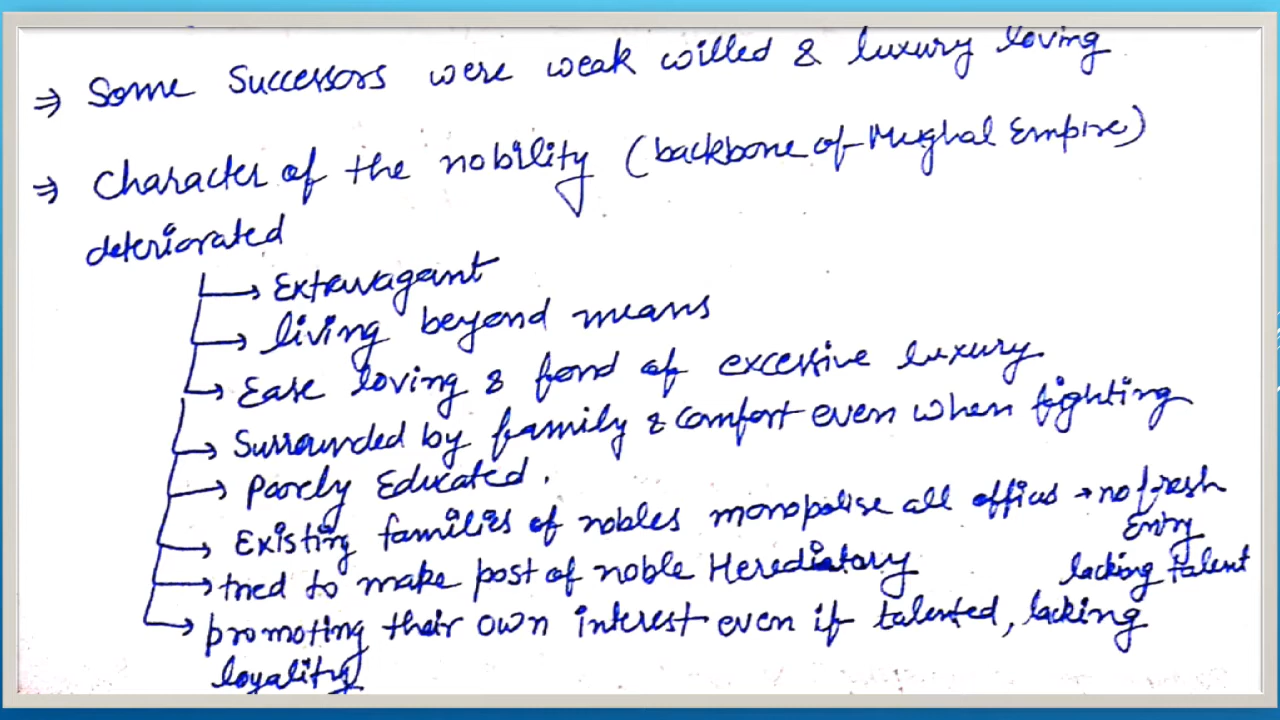 ⇒ Some Successors were weak willed & luxury loving
⇒ Character of the nobility (backbone of Mughal Empire)
deteriorated
→ Extravagant
→ living beyond means
→ Ease loving & fond of excessive luxury
→ Surrounded by family & comfort even when fighting
→ Poorely Educated.
→ Existing families of nobles monopolise all offices → no fresh
Entry
→ tried to make post of noble Herediatory
lacking talent
→ promoting their own interest even if talented, lacking
loyality